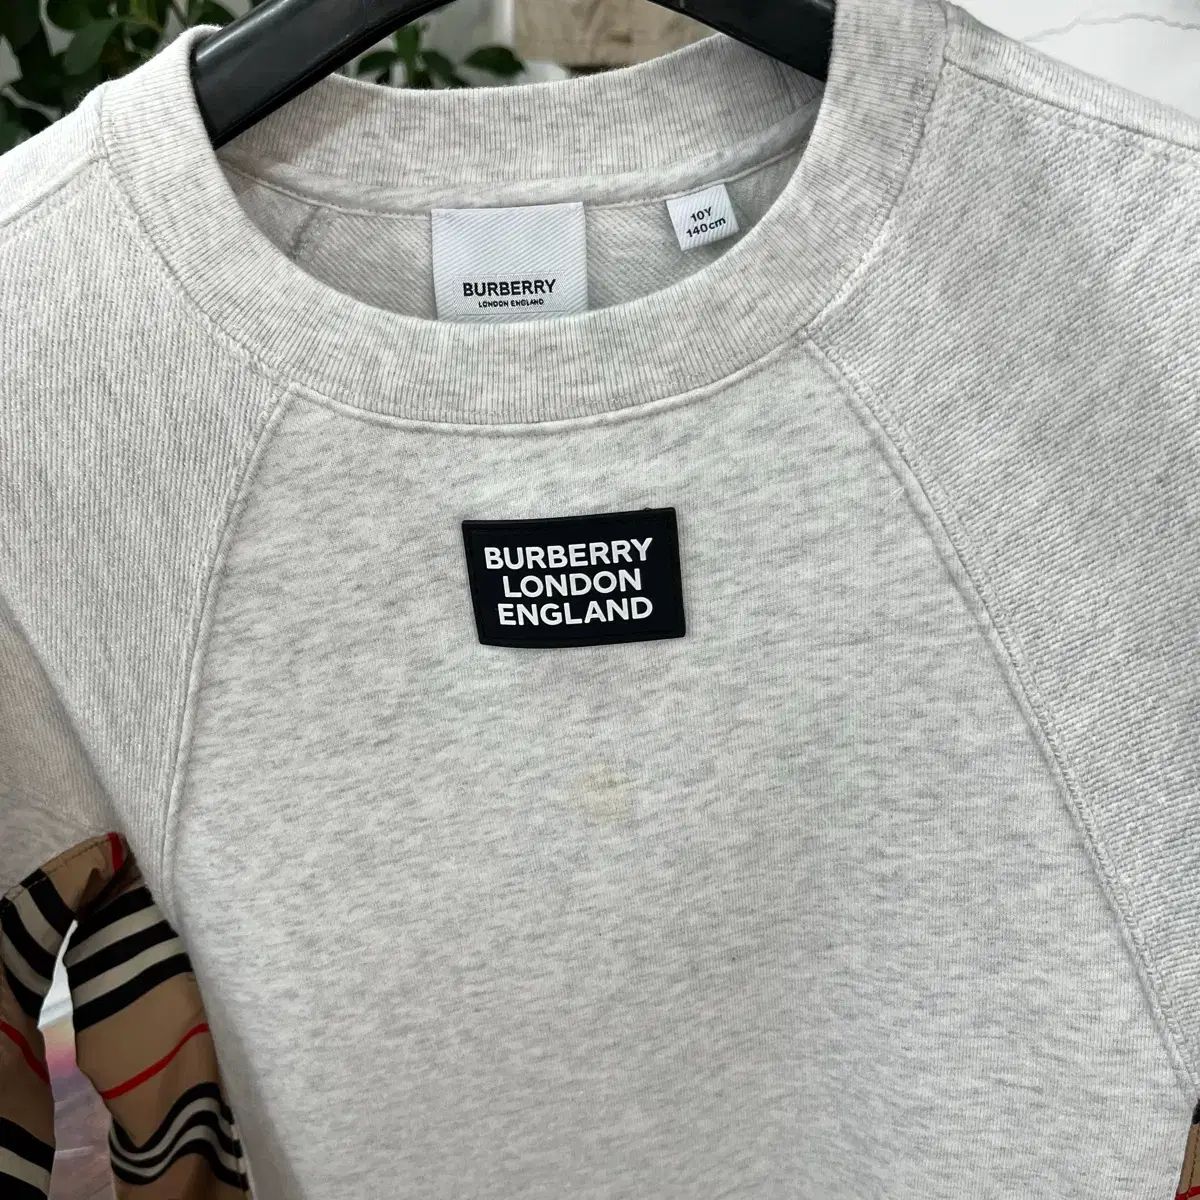 10Y
140cm
BURBERRY
LONDON ENGLAND
BURBERRY
LONDON
ENGLAND